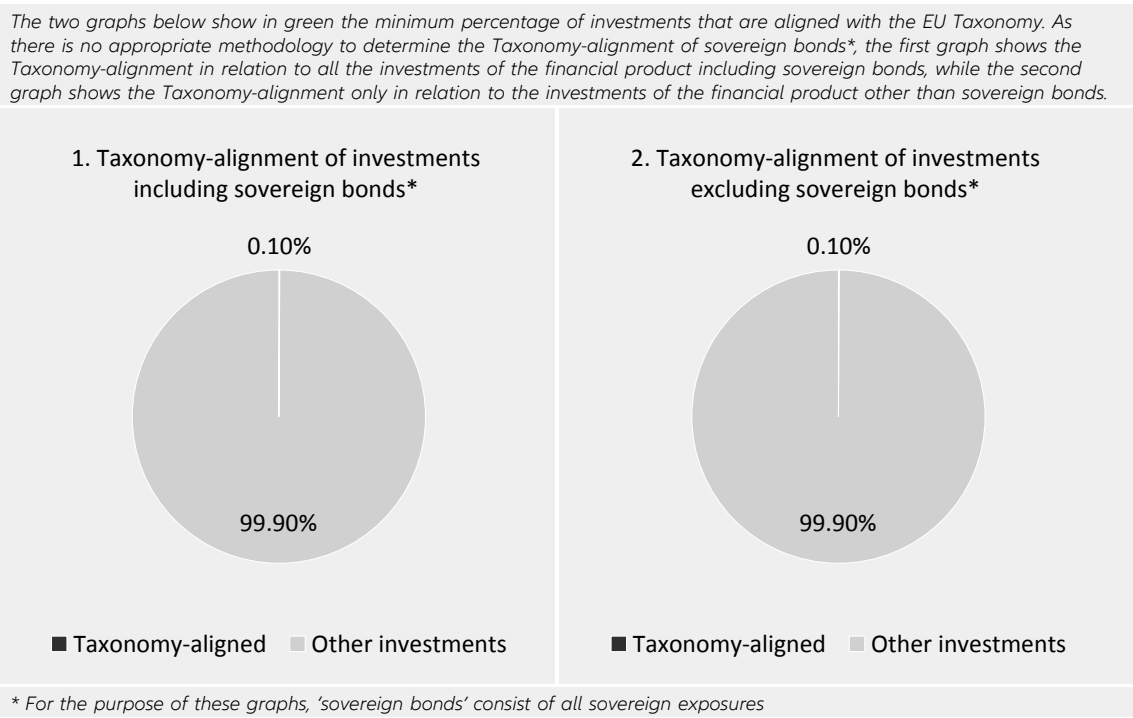 The two graphs below show in green the minimum percentage of investments that are aligned with the EU Taxonomy. As
there is no appropriate methodology to determine the Taxonomy-alignment of sovereign bonds*, the first graph shows the
Taxonomy-alignment in relation to all the investments of the financial product including sovereign bonds, while the second
graph shows the Taxonomy-alignment only in relation to the investments of the financial product other than sovereign bonds.
1. Taxonomy-alignment of investments
including sovereign bonds*
0.10%
99.90%
Taxonomy-aligned
Other investments
2. Taxonomy-alignment of investments
excluding sovereign bonds*
0.10%
99.90%
Taxonomy-aligned
Other investments
* For the purpose of these graphs, ‘sovereign bonds’ consist of all sovereign exposures